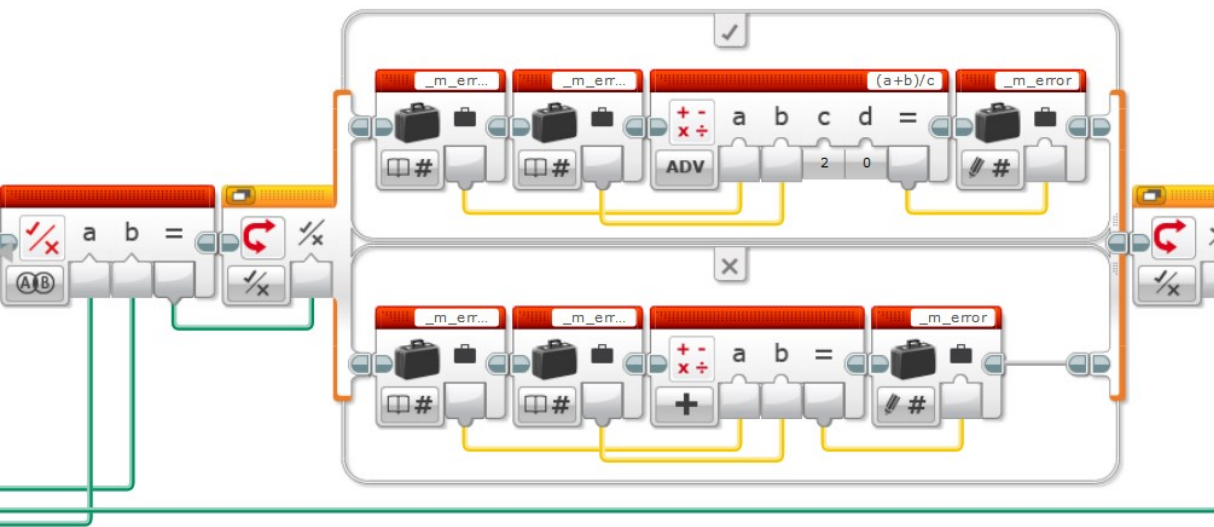 _m_err...
_m_err...
(a+b)/c
_m_error
+ - x ÷
a
b
c
d
=
#
#
ADV
2
0
#
a
b
=
A B
_m_err...
_m_err...
_m_error
+ - x ÷
a
b
=
#
#
+
#